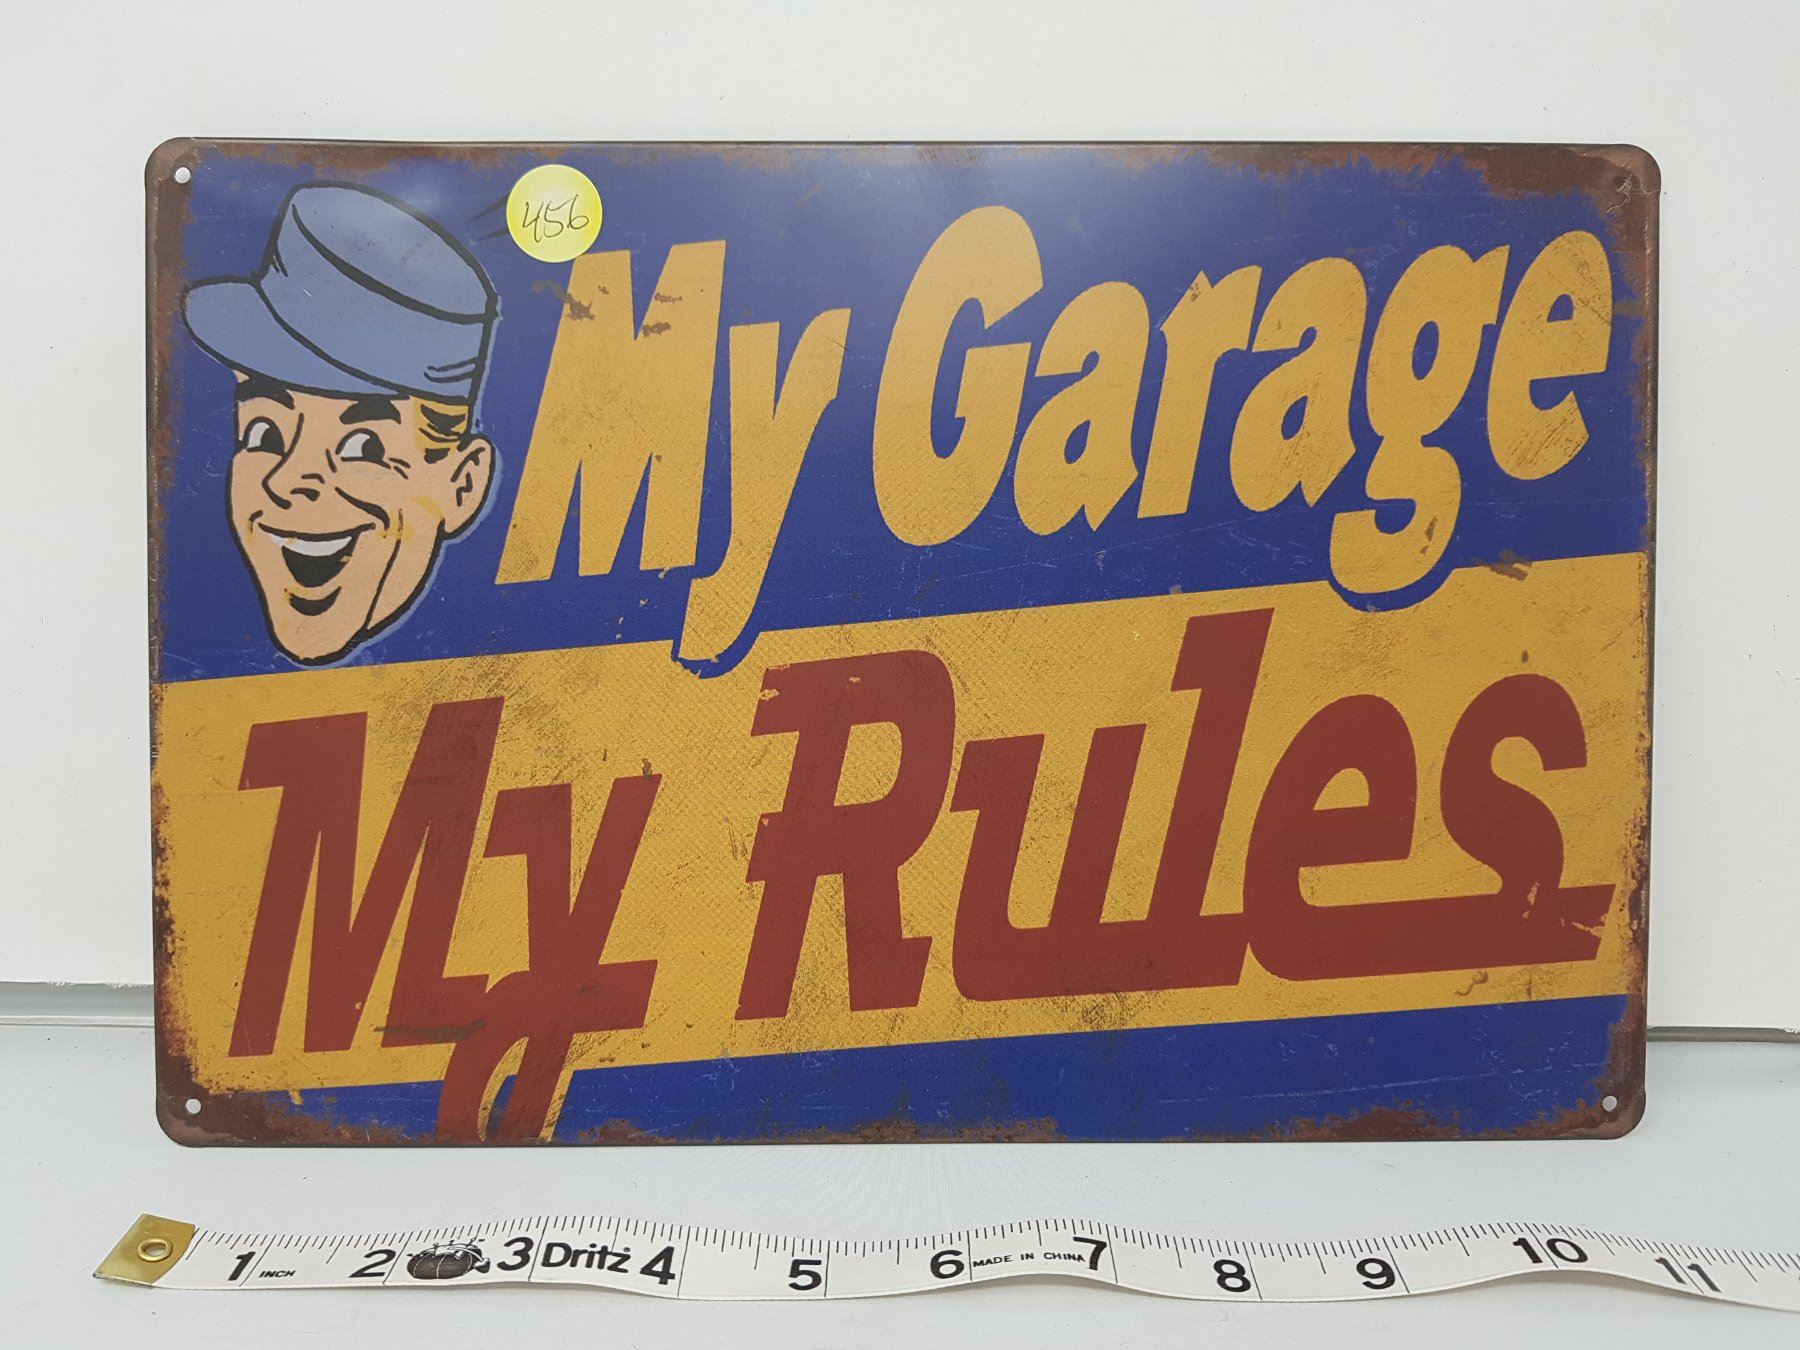 456
My Garage
My Rules
1 INCH 2 3 Dritz 4 5 6 MADE IN CHINA 7 8 9 10 11